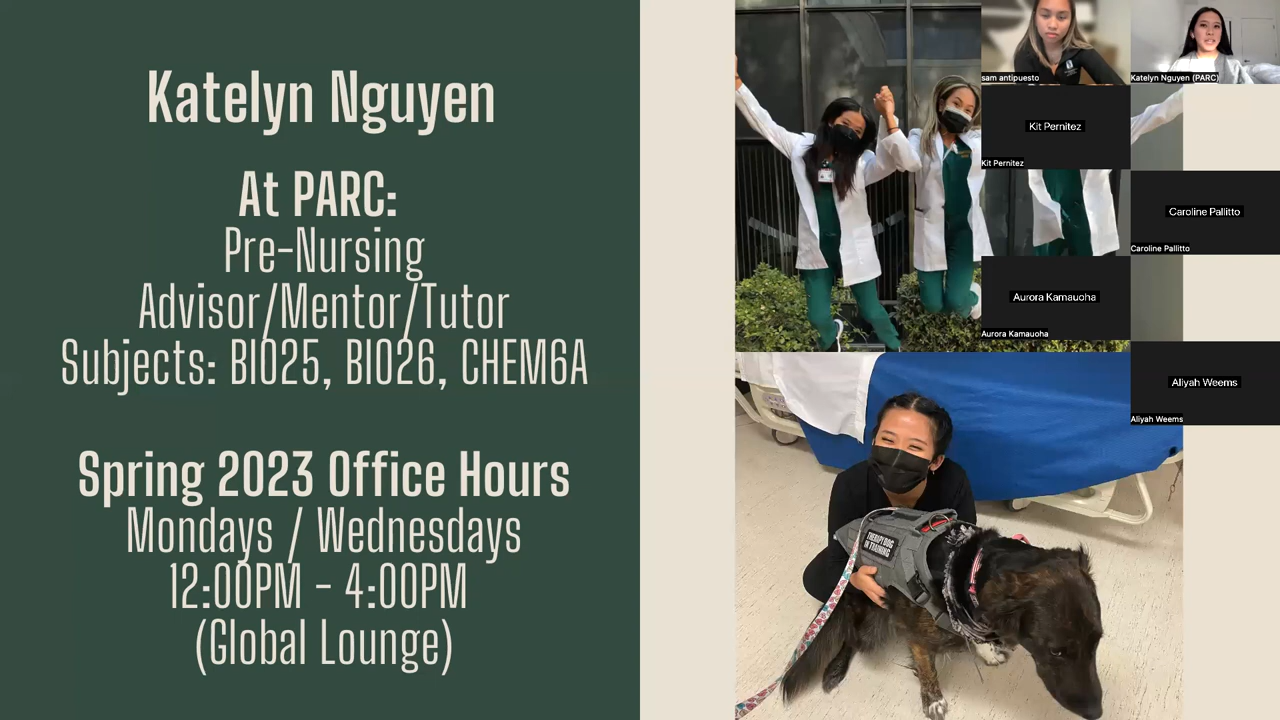 Katelyn Nguyen
At PARC:
Pre-Nursing
Advisor/Mentor/Tutor
Subjects: BIO25, BIO26, CHEM6A
Spring 2023 Office Hours
Mondays / Wednesdays
12:00PM - 4:00PM
(Global Lounge)
sam antipuesto
Katelyn Nguyen (PARC)
Kit Pernitez
Kit Pernitez
Caroline Pallitto
Caroline Pallitto
Aurora Kamauoha
Aurora Kamauoha
Aliyah Weems
Aliyah Weems
THERAPY DOG
IN TRAINING